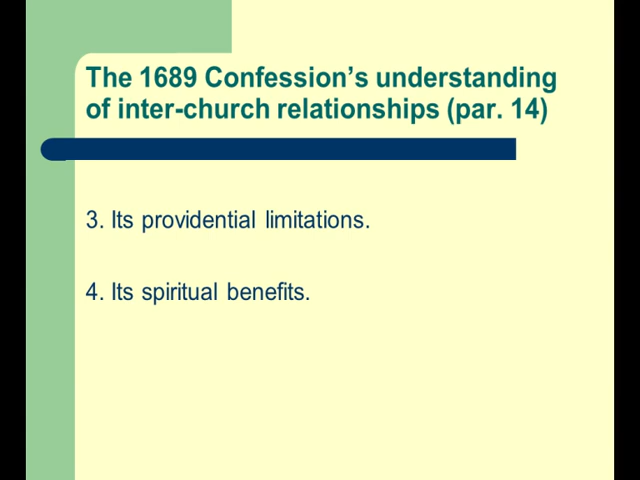 The 1689 Confession’s understanding
of inter-church relationships (par. 14)
3. Its providential limitations.
4. Its spiritual benefits.